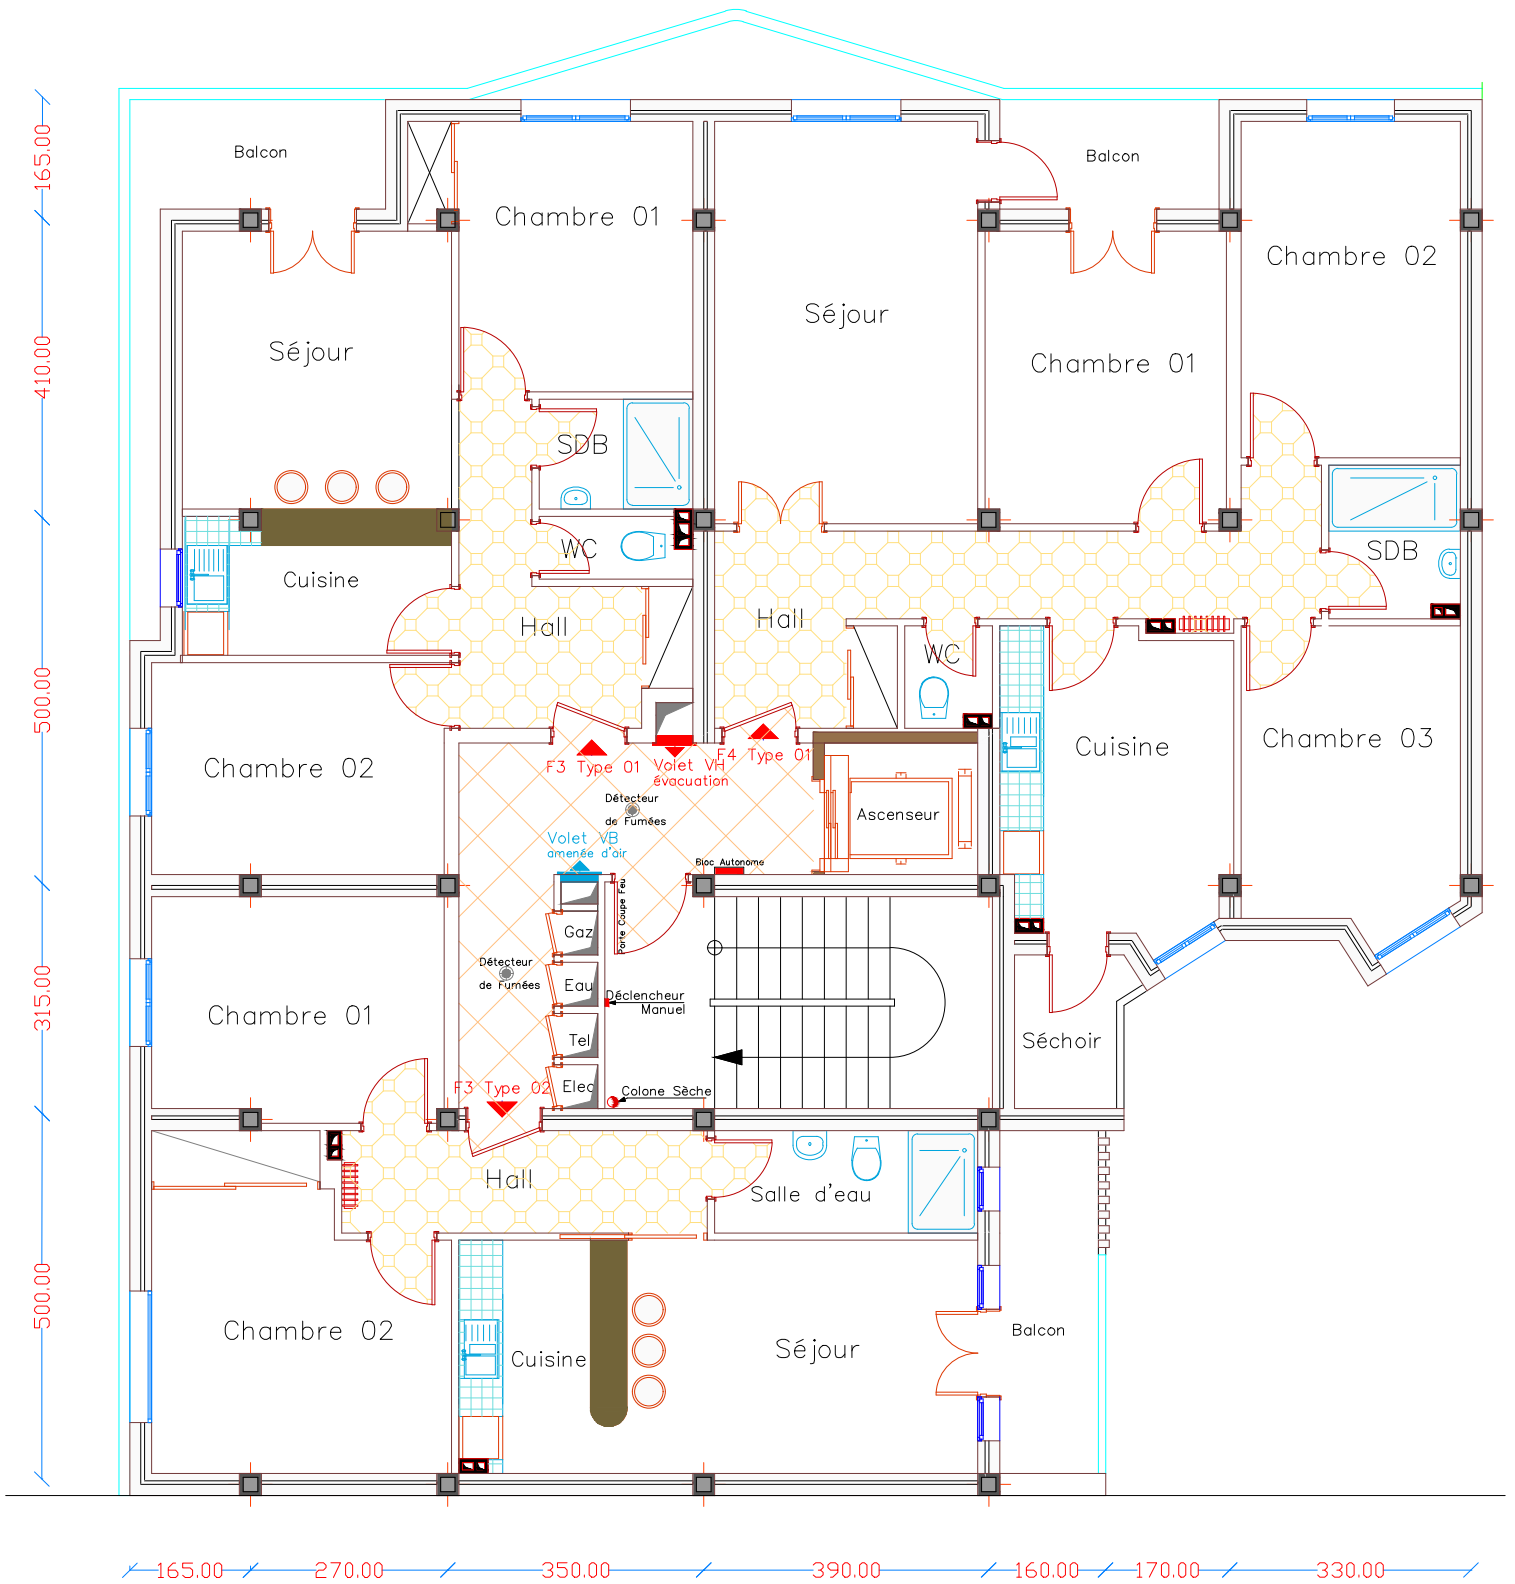 165.00
Balcon
Balcon
Chambre 01
Chambre 02
Séjour
410.00
Séjour
Chambre 01
SDB
WC
SDB
Cuisine
Hall
Hall
WC
500.00
Chambre 02
F3 Type 01
Volet VH
évacuation
F4 Type 01
Cuisine
Chambre 03
Détecteur
de Fumées
Ascenseur
Volet VB
amenée d'air
Bloc Autonome
Porte Coupe Feu
Gaz
Détecteur
de Fumées
Eau
Déclencheur
Manuel
315.00
Chambre 01
Tel
Séchoir
F3 Type 02
Elec
Colone Sèche
Hall
Salle d'eau
500.00
Chambre 02
Cuisine
Séjour
Balcon
165.00
270.00
350.00
390.00
160.00
170.00
330.00